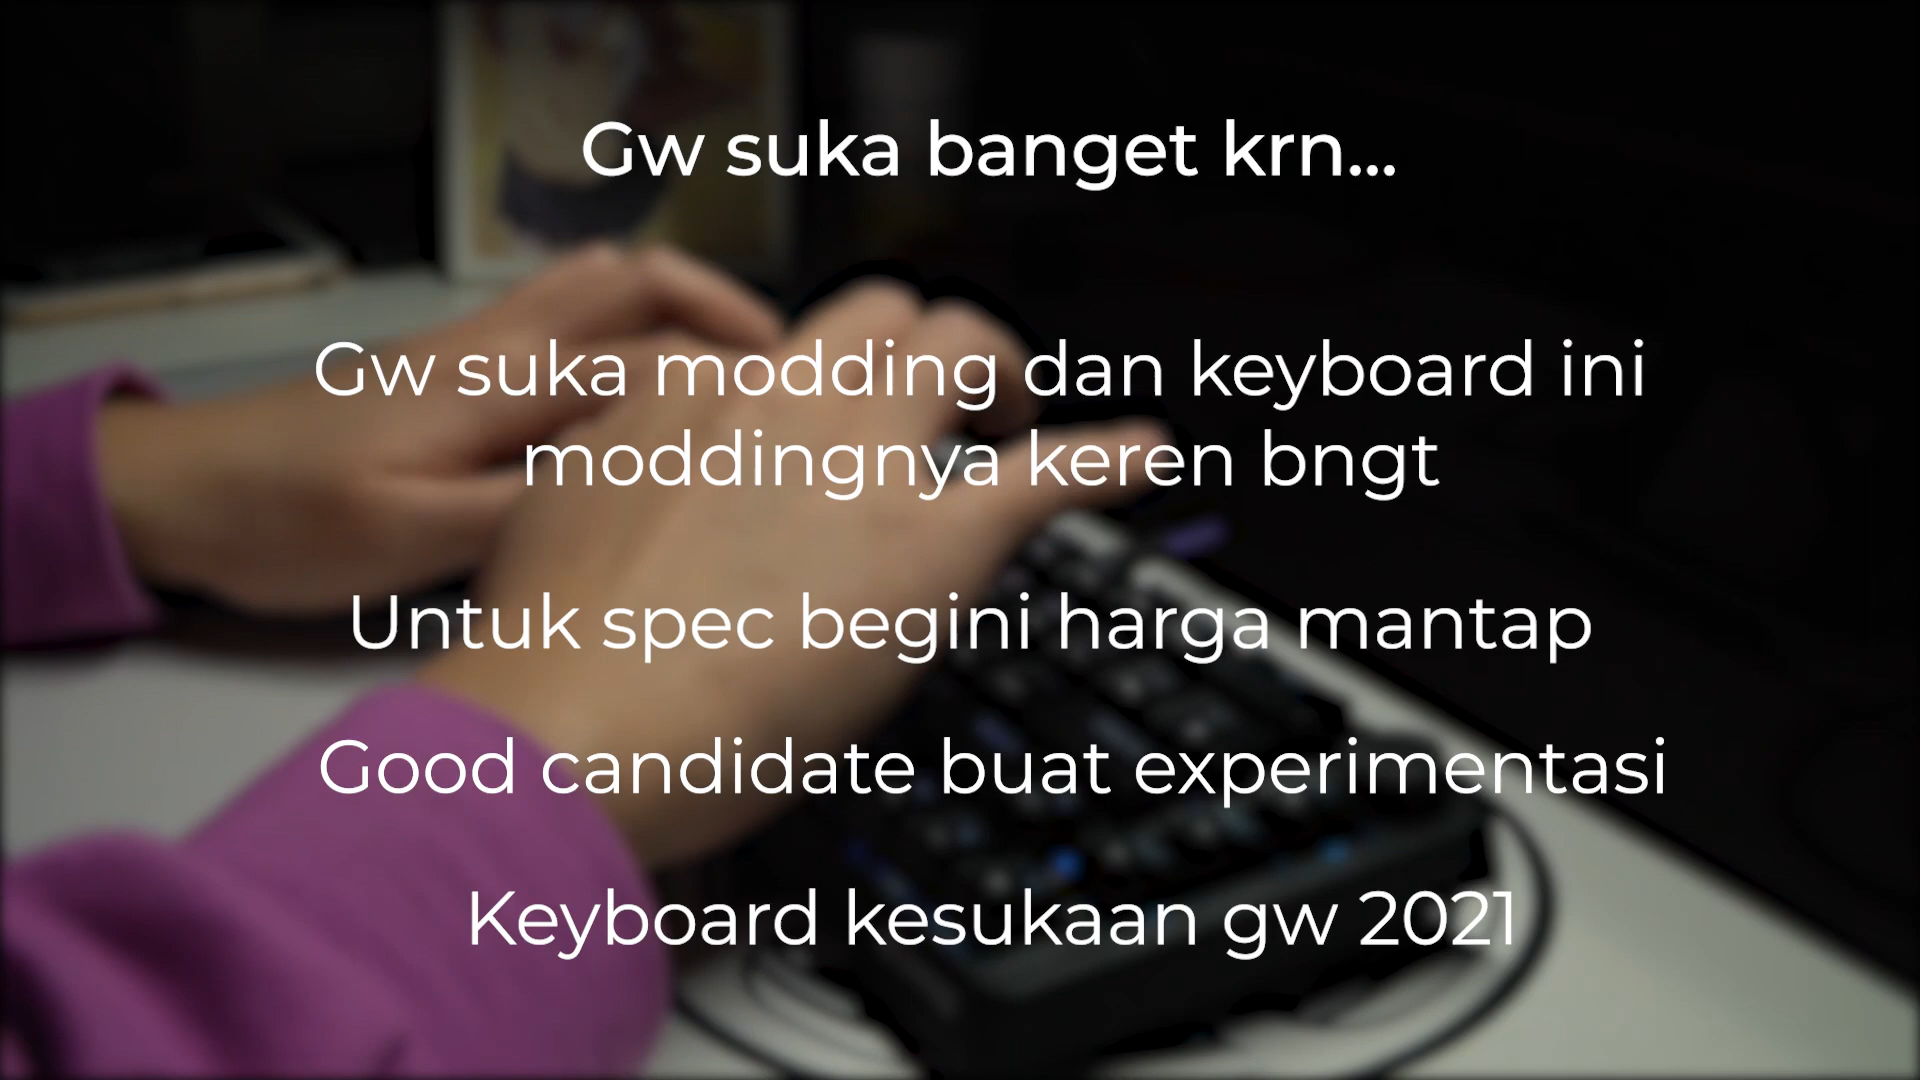 Gw suka banget krn...
Gw suka modding dan keyboard ini
moddingnya keren bngt
Untuk spec begini harga mantap
Good candidate buat experimentasi
Keyboard kesukaan gw 2021